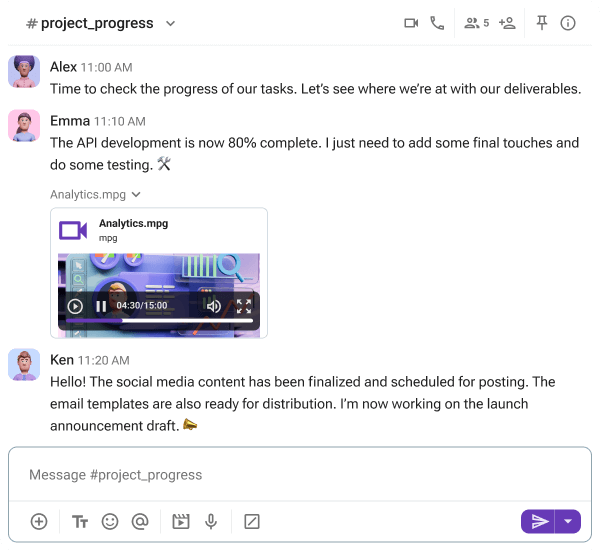 # project_progress
5
Alex 11:00 AM
Time to check the progress of our tasks. Let’s see where we’re at with our deliverables.
Emma 11:10 AM
The API development is now 80% complete. I just need to add some final touches and
do some testing. 🛠️
Analytics.mpg
Analytics.mpg
mpg
04:30/15:00
Ken 11:20 AM
Hello! The social media content has been finalized and scheduled for posting. The
email templates are also ready for distribution. I’m now working on the launch
announcement draft. 📣
Message #project_progress